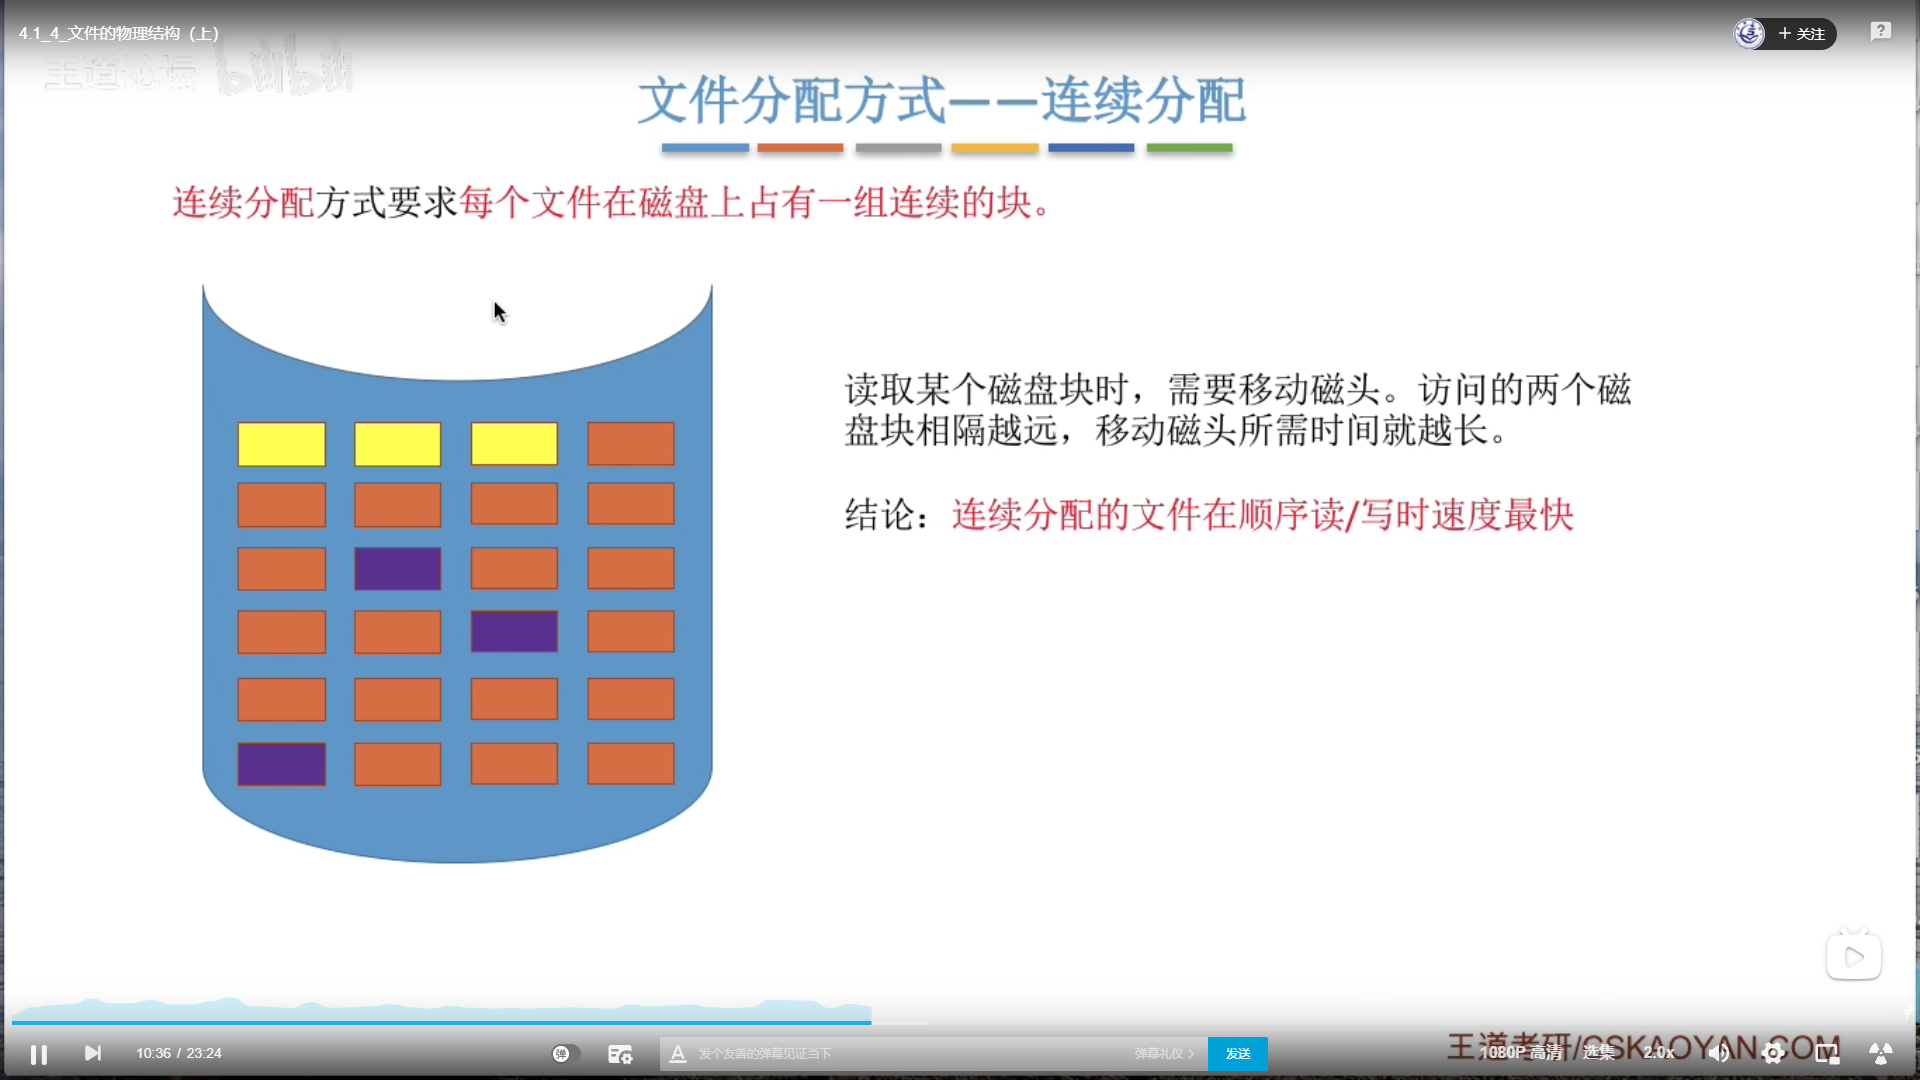 4.1_4_文件的物理结构（上）
+ 关注
?
王道论坛 bilibili
文件分配方式——连续分配
连续分配方式要求每个文件在磁盘上占有一组连续的块。
读取某个磁盘块时，需要移动磁头。访问的两个磁
盘块相隔越远，移动磁头所需时间就越长。
结论：连续分配的文件在顺序读/写时速度最快
10:36 / 23:24
弹
A 发个友善的弹幕见证当下
弹幕礼仪 >
发送
王道考研/CSKAOYAN.COM
1080P 高清
选集
2.0x